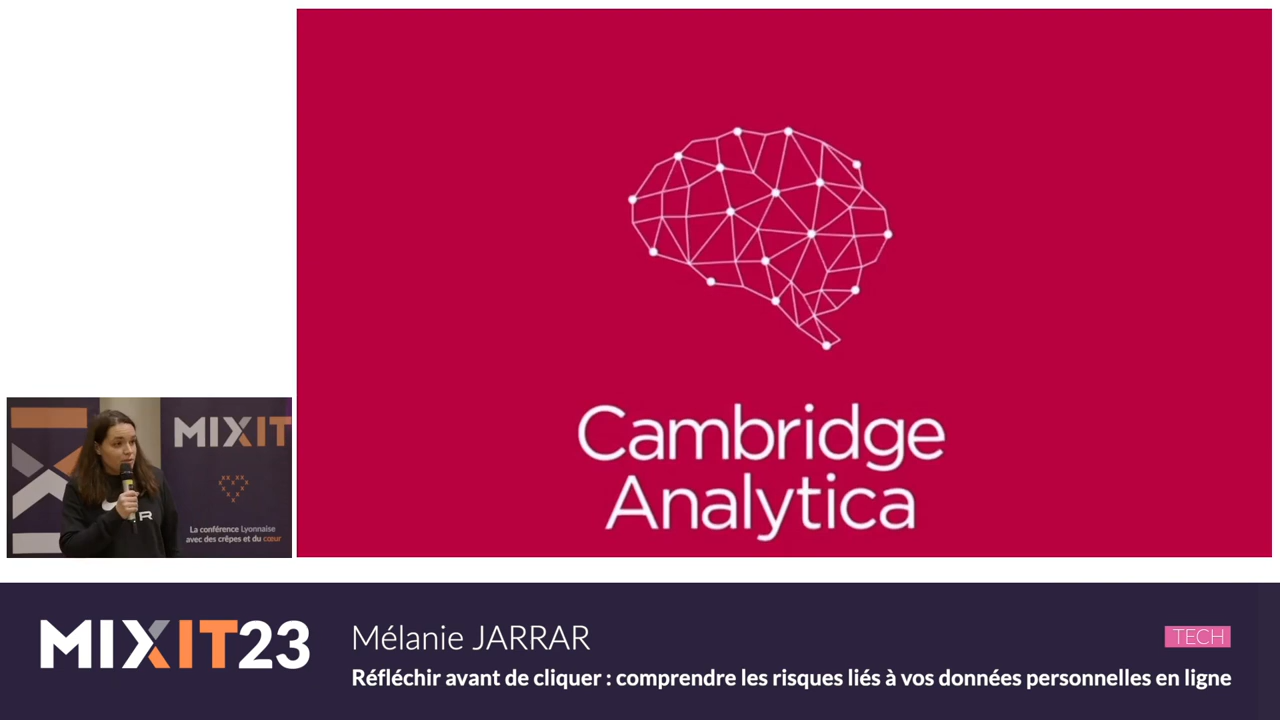 Cambridge
Analytica
MIXIT
La conférence Lyonnaise
avec des crêpes et du cœur
MIXIT23
Mélanie JARRAR
TECH
Réfléchir avant de cliquer : comprendre les risques liés à vos données personnelles en ligne